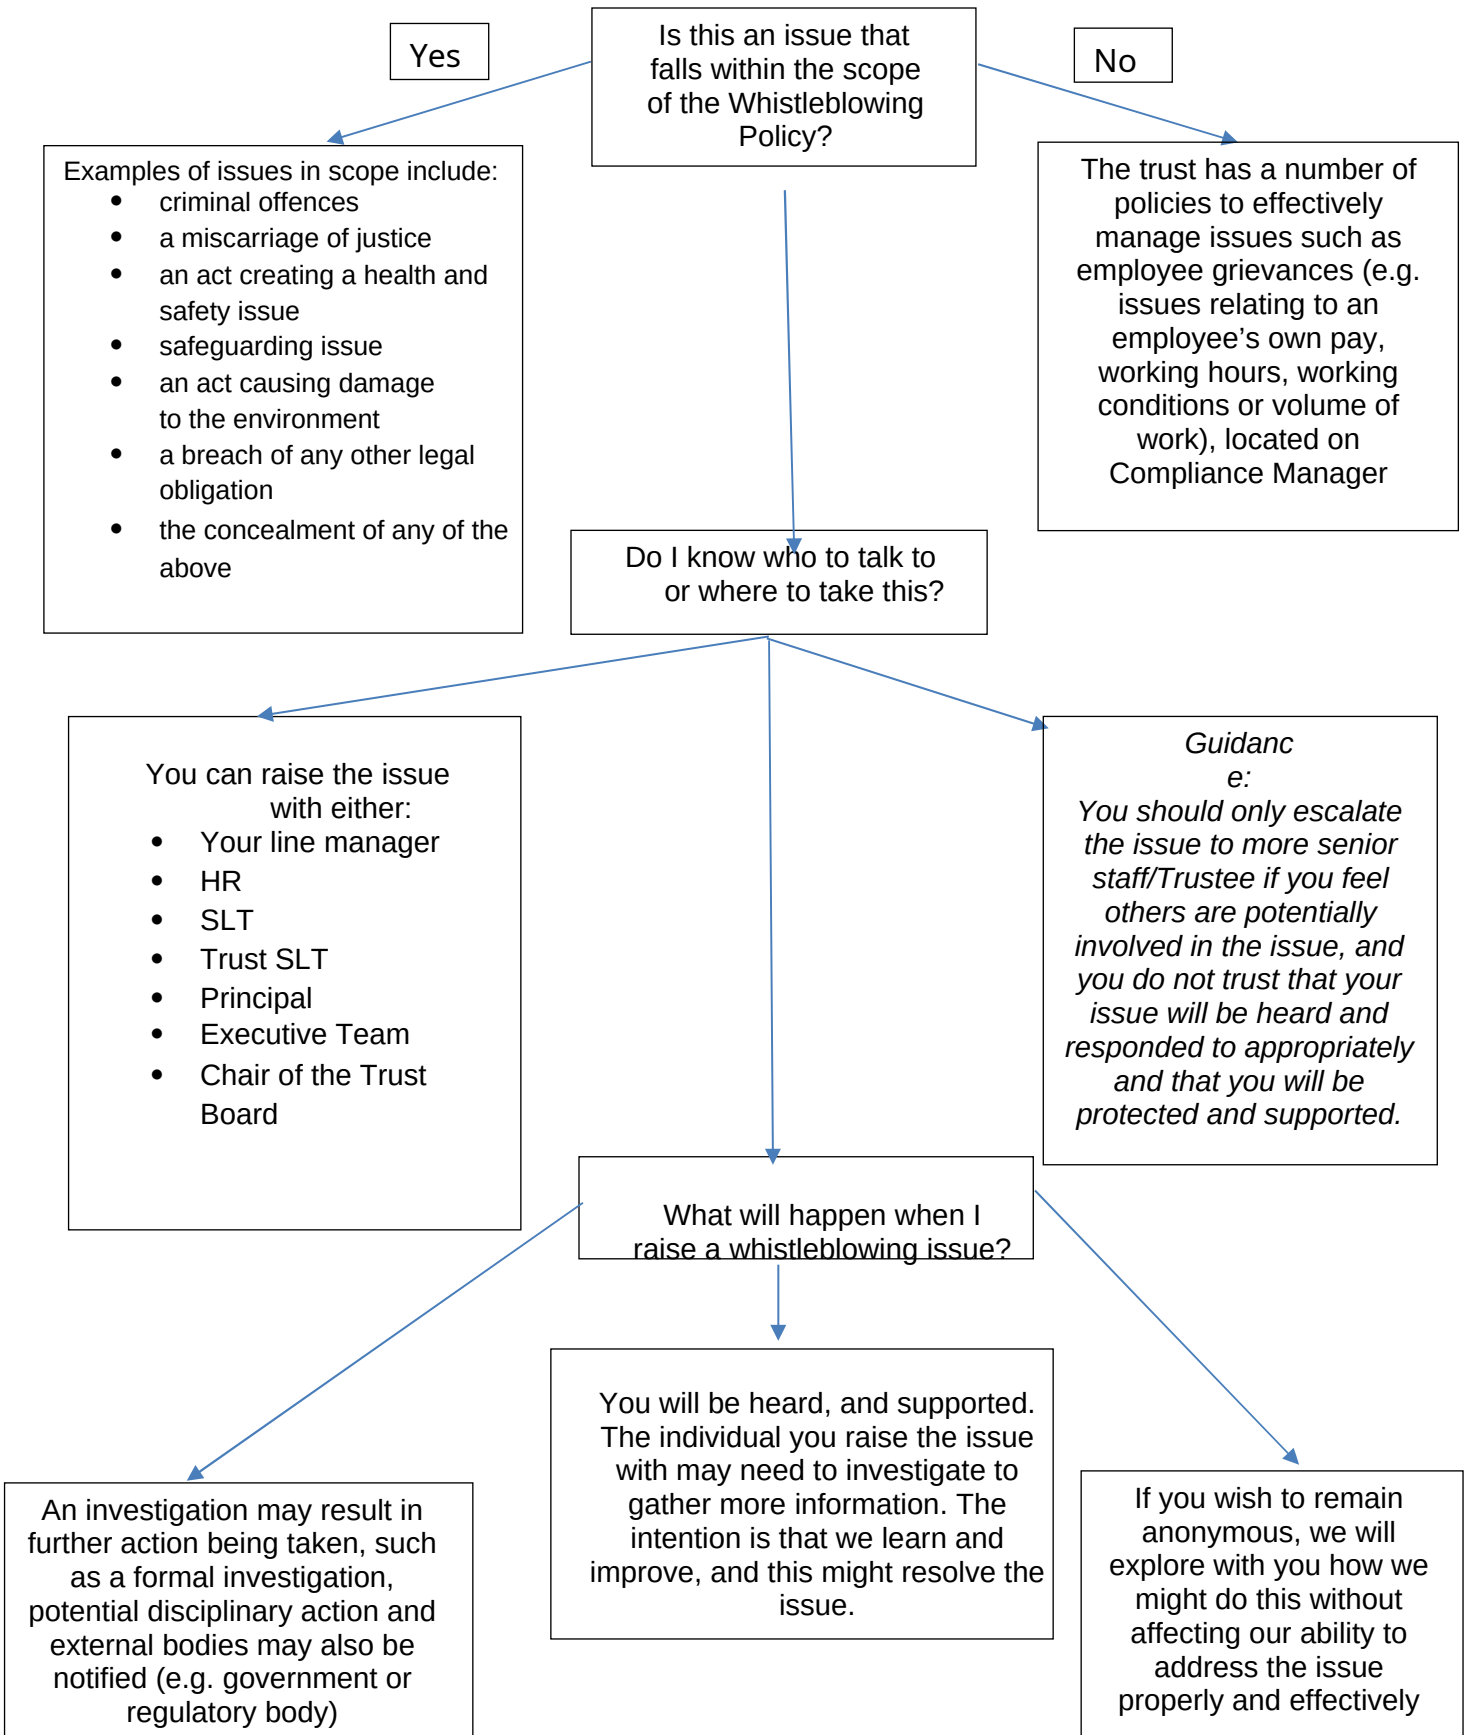 Is this an issue that
falls within the scope
of the Whistleblowing
Policy?
Yes
No
Examples of issues in scope include:
• criminal offences
• a miscarriage of justice
• an act creating a health and
safety issue
• safeguarding issue
• an act causing damage
to the environment
• a breach of any other legal
obligation
• the concealment of any of the
above
The trust has a number of
policies to effectively
manage issues such as
employee grievances (e.g.
issues relating to an
employee’s own pay,
working hours, working
conditions or volume of
work), located on
Compliance Manager
Do I know who to talk to
or where to take this?
You can raise the issue
with either:
• Your line manager
• HR
• SLT
• Trust SLT
• Principal
• Executive Team
• Chair of the Trust
Board
Guidanc
e:
You should only escalate
the issue to more senior
staff/Trustee if you feel
others are potentially
involved in the issue, and
you do not trust that your
issue will be heard and
responded to appropriately
and that you will be
protected and supported.
What will happen when I
raise a whistleblowing issue?
An investigation may result in
further action being taken, such
as a formal investigation,
potential disciplinary action and
external bodies may also be
notified (e.g. government or
regulatory body)
You will be heard, and supported.
The individual you raise the issue
with may need to investigate to
gather more information. The
intention is that we learn and
improve, and this might resolve the
issue.
If you wish to remain
anonymous, we will
explore with you how we
might do this without
affecting our ability to
address the issue
properly and effectively